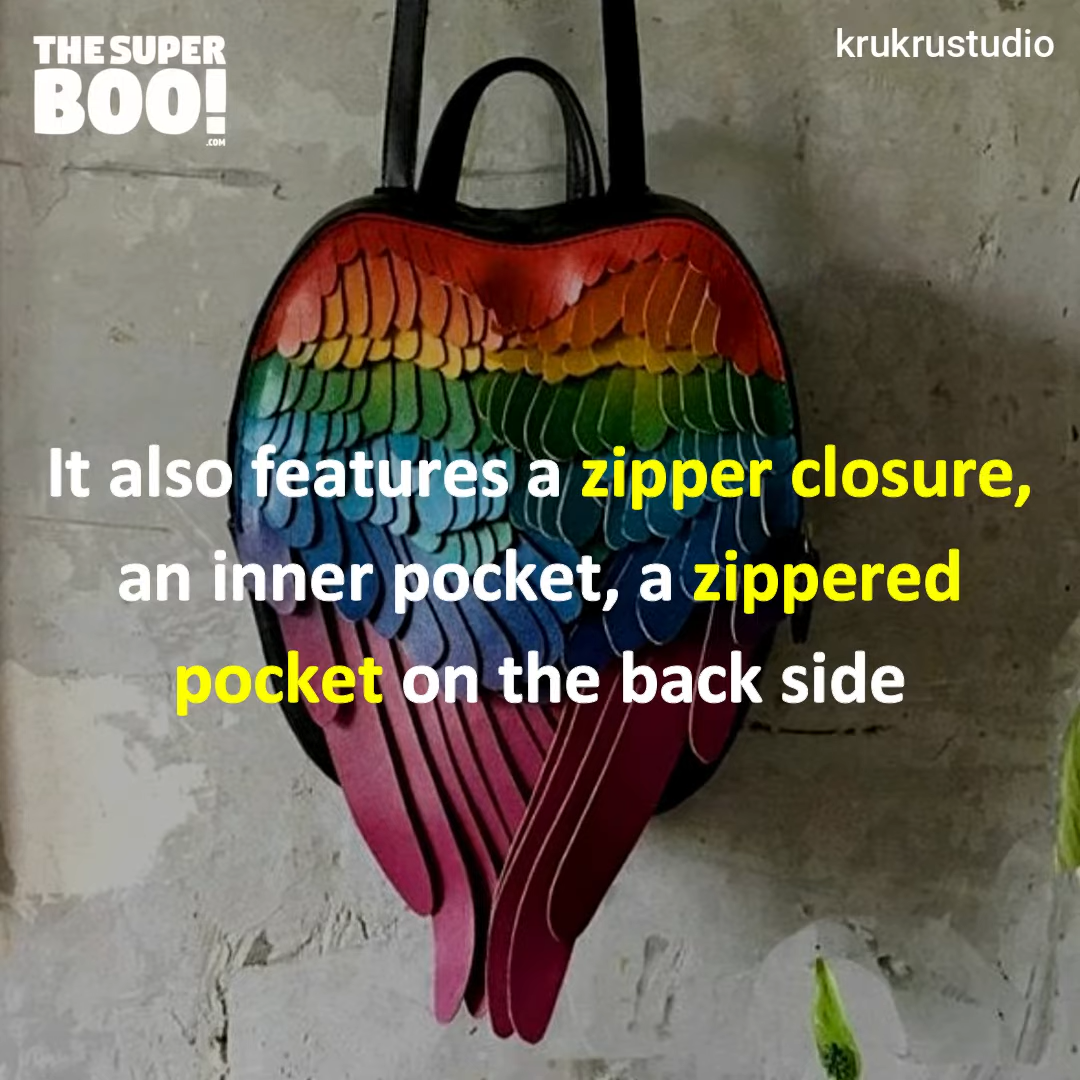 THE SUPER
BOO!
.COM
krukrustudio
It also features a zipper closure,
an inner pocket, a zippered
pocket on the back side